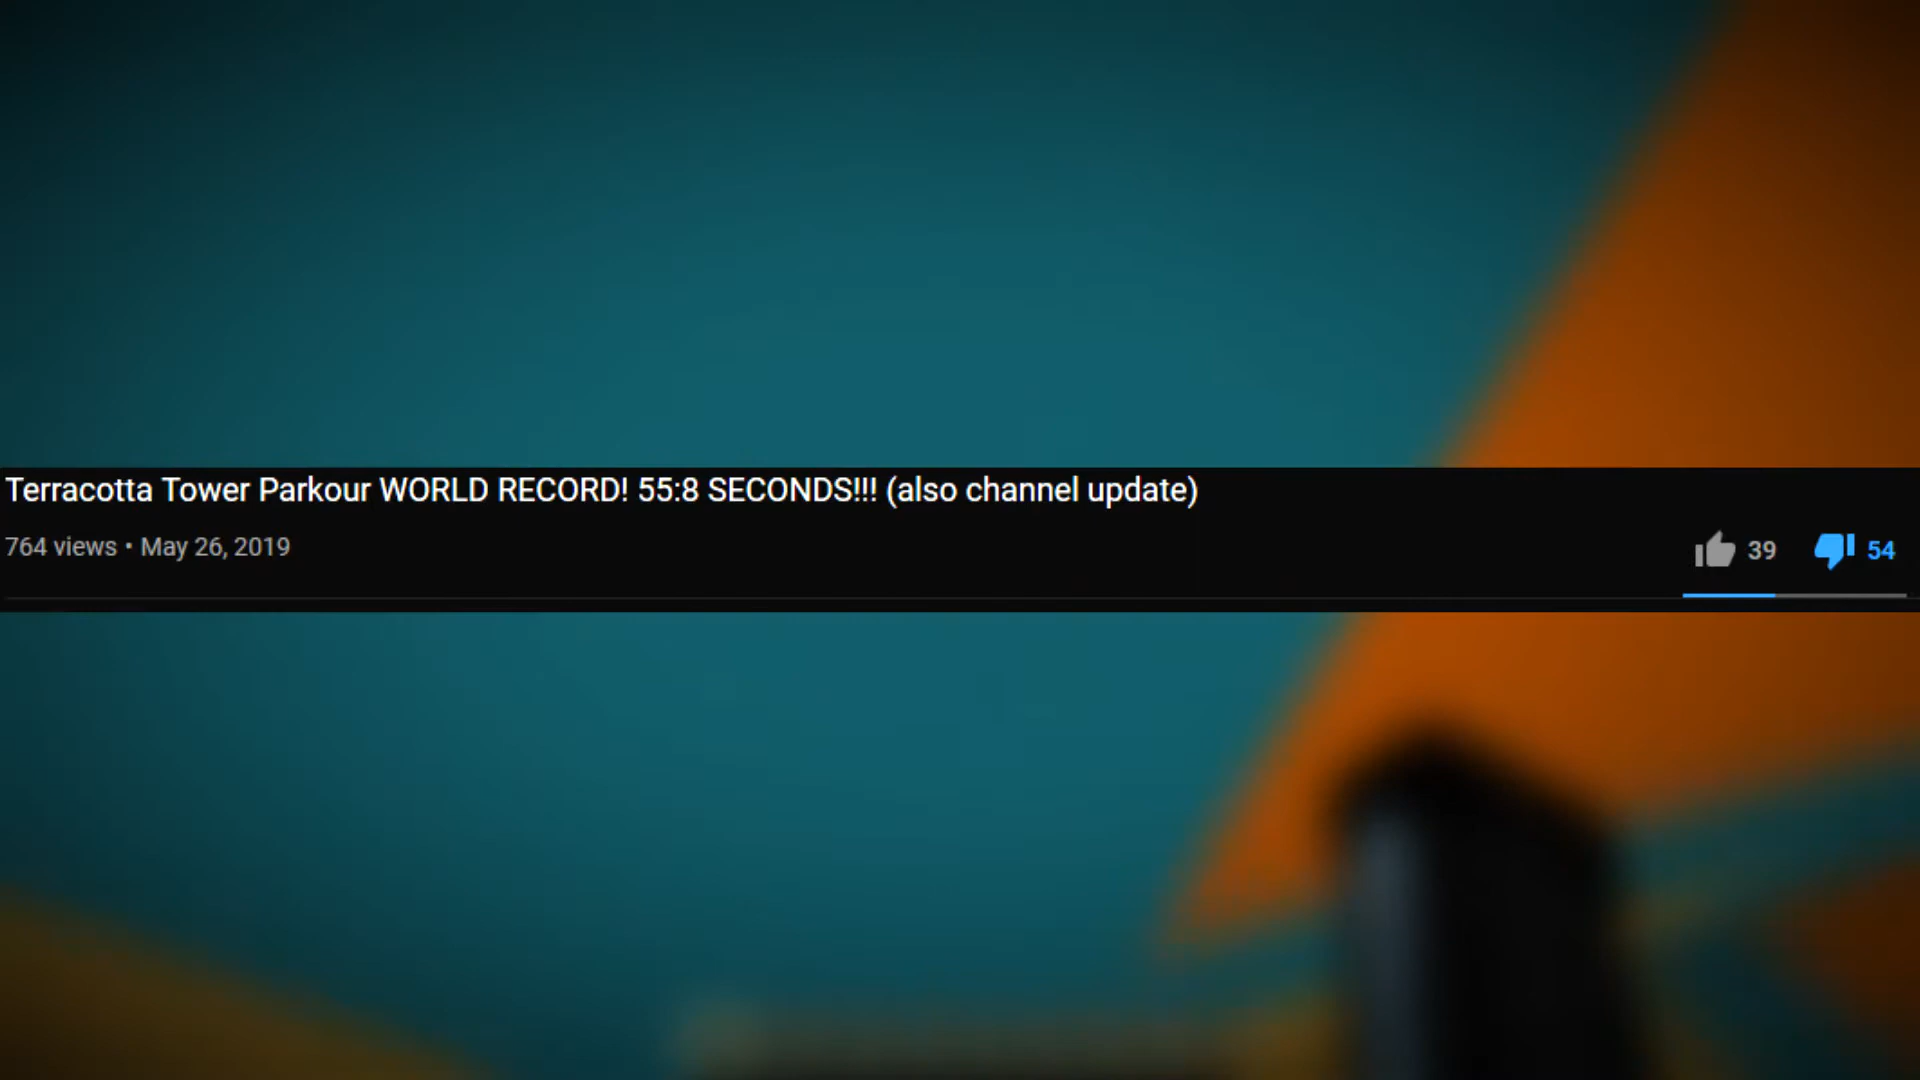 Terracotta Tower Parkour WORLD RECORD! 55:8 SECONDS!!! (also channel update)
764 views • May 26, 2019
39 54